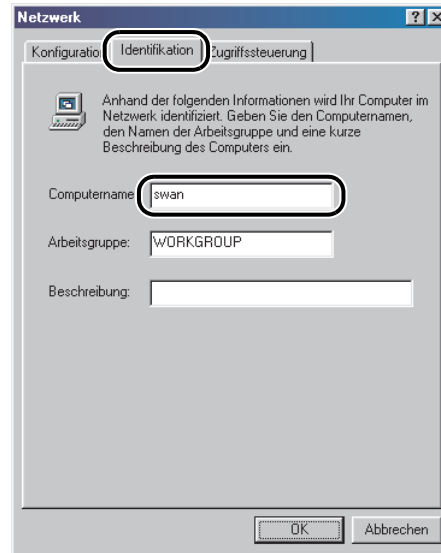 Netzwerk
Konfiguration Identifikation Zugriffssteuerung
Anhand der folgenden Informationen wird Ihr Computer im
Netzwerk identifiziert. Geben Sie den Computernamen,
den Namen der Arbeitsgruppe und eine kurze
Beschreibung des Computers ein.
Computername: swan
Arbeitsgruppe: WORKGROUP
Beschreibung:
OK Abbrechen